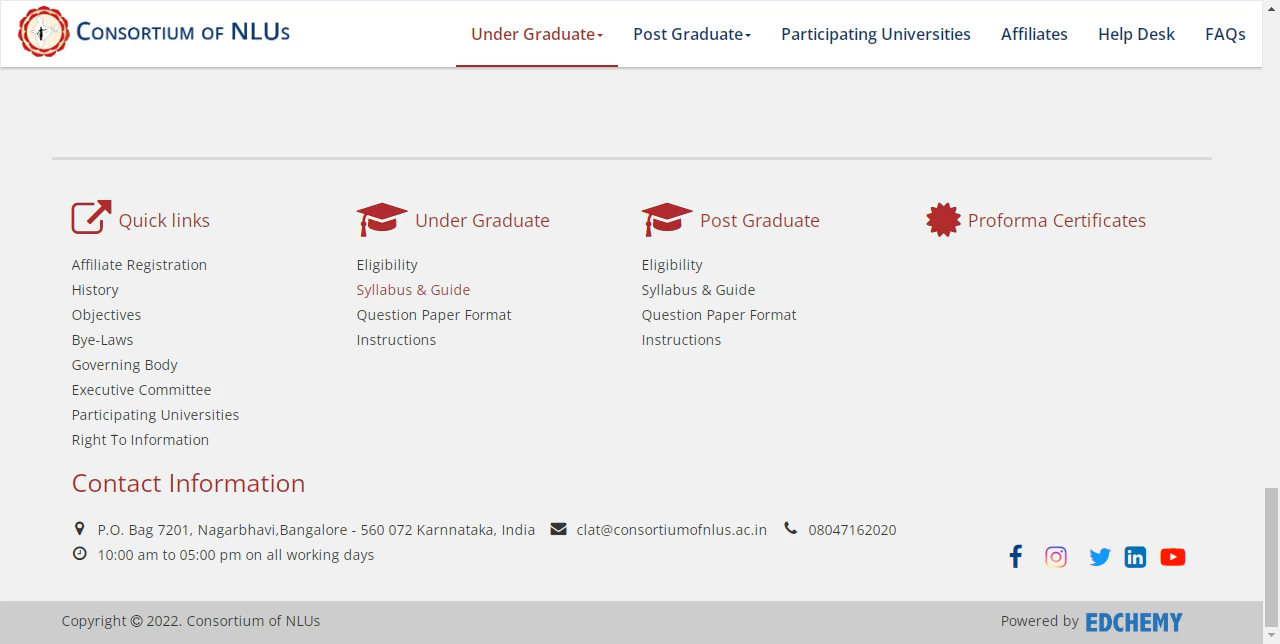 CONSORTIUM OF NLUS
Under Graduate
Post Graduate
Participating Universities
Affiliates
Help Desk
FAQs
Quick links
Affiliate Registration
History
Objectives
Bye-Laws
Governing Body
Executive Committee
Participating Universities
Right To Information
Under Graduate
Eligibility
Syllabus & Guide
Question Paper Format
Instructions
Post Graduate
Eligibility
Syllabus & Guide
Question Paper Format
Instructions
Proforma Certificates
Contact Information
P.O. Bag 7201, Nagarbhavi,Bangalore - 560 072 Karnnataka, India
clat@consortiumofnlus.ac.in
08047162020
10:00 am to 05:00 pm on all working days
Copyright © 2022. Consortium of NLUs
Powered by EDCHEMY